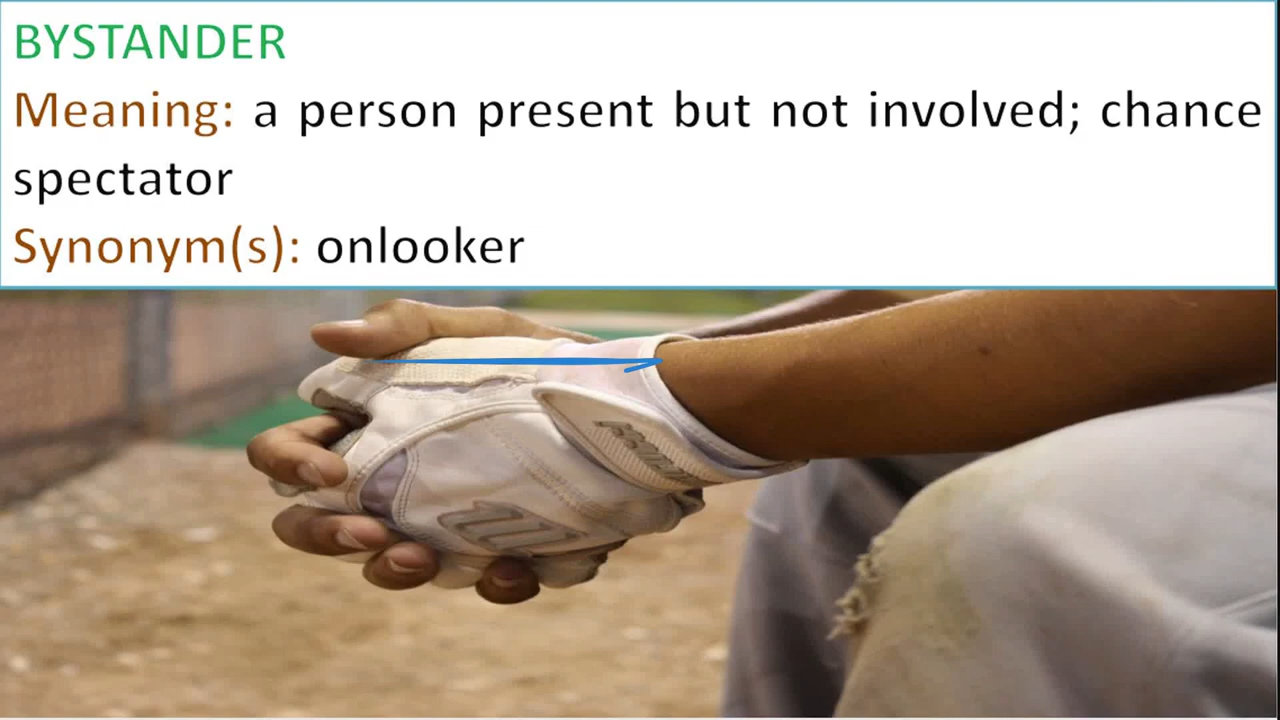 BYSTANDER
Meaning: a person present but not involved; chance
spectator
Synonym(s): onlooker